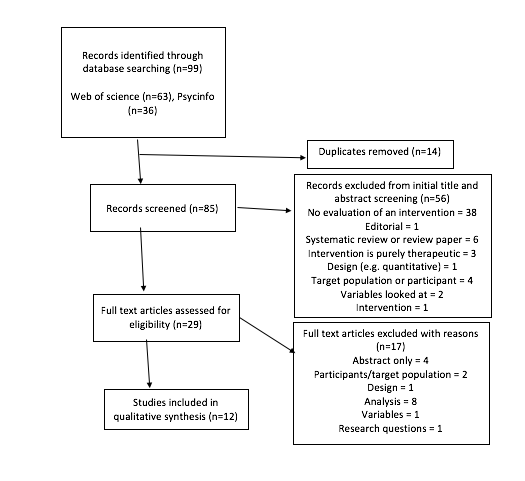 Records identified through
database searching (n=99)
Web of science (n=63), Psycinfo
(n=36)
Duplicates removed (n=14)
Records screened (n=85)
Records excluded from initial title and
abstract screening (n=56)
No evaluation of an intervention = 38
Editorial = 1
Systematic review or review paper = 6
Intervention is purely therapeutic = 3
Design (e.g. quantitative) = 1
Target population or participant = 4
Variables looked at = 2
Intervention = 1
Full text articles assessed for
eligibility (n=29)
Full text articles excluded with reasons
(n=17)
Abstract only = 4
Participants/target population = 2
Design = 1
Analysis = 8
Variables = 1
Research questions = 1
Studies included in
qualitative synthesis (n=12)